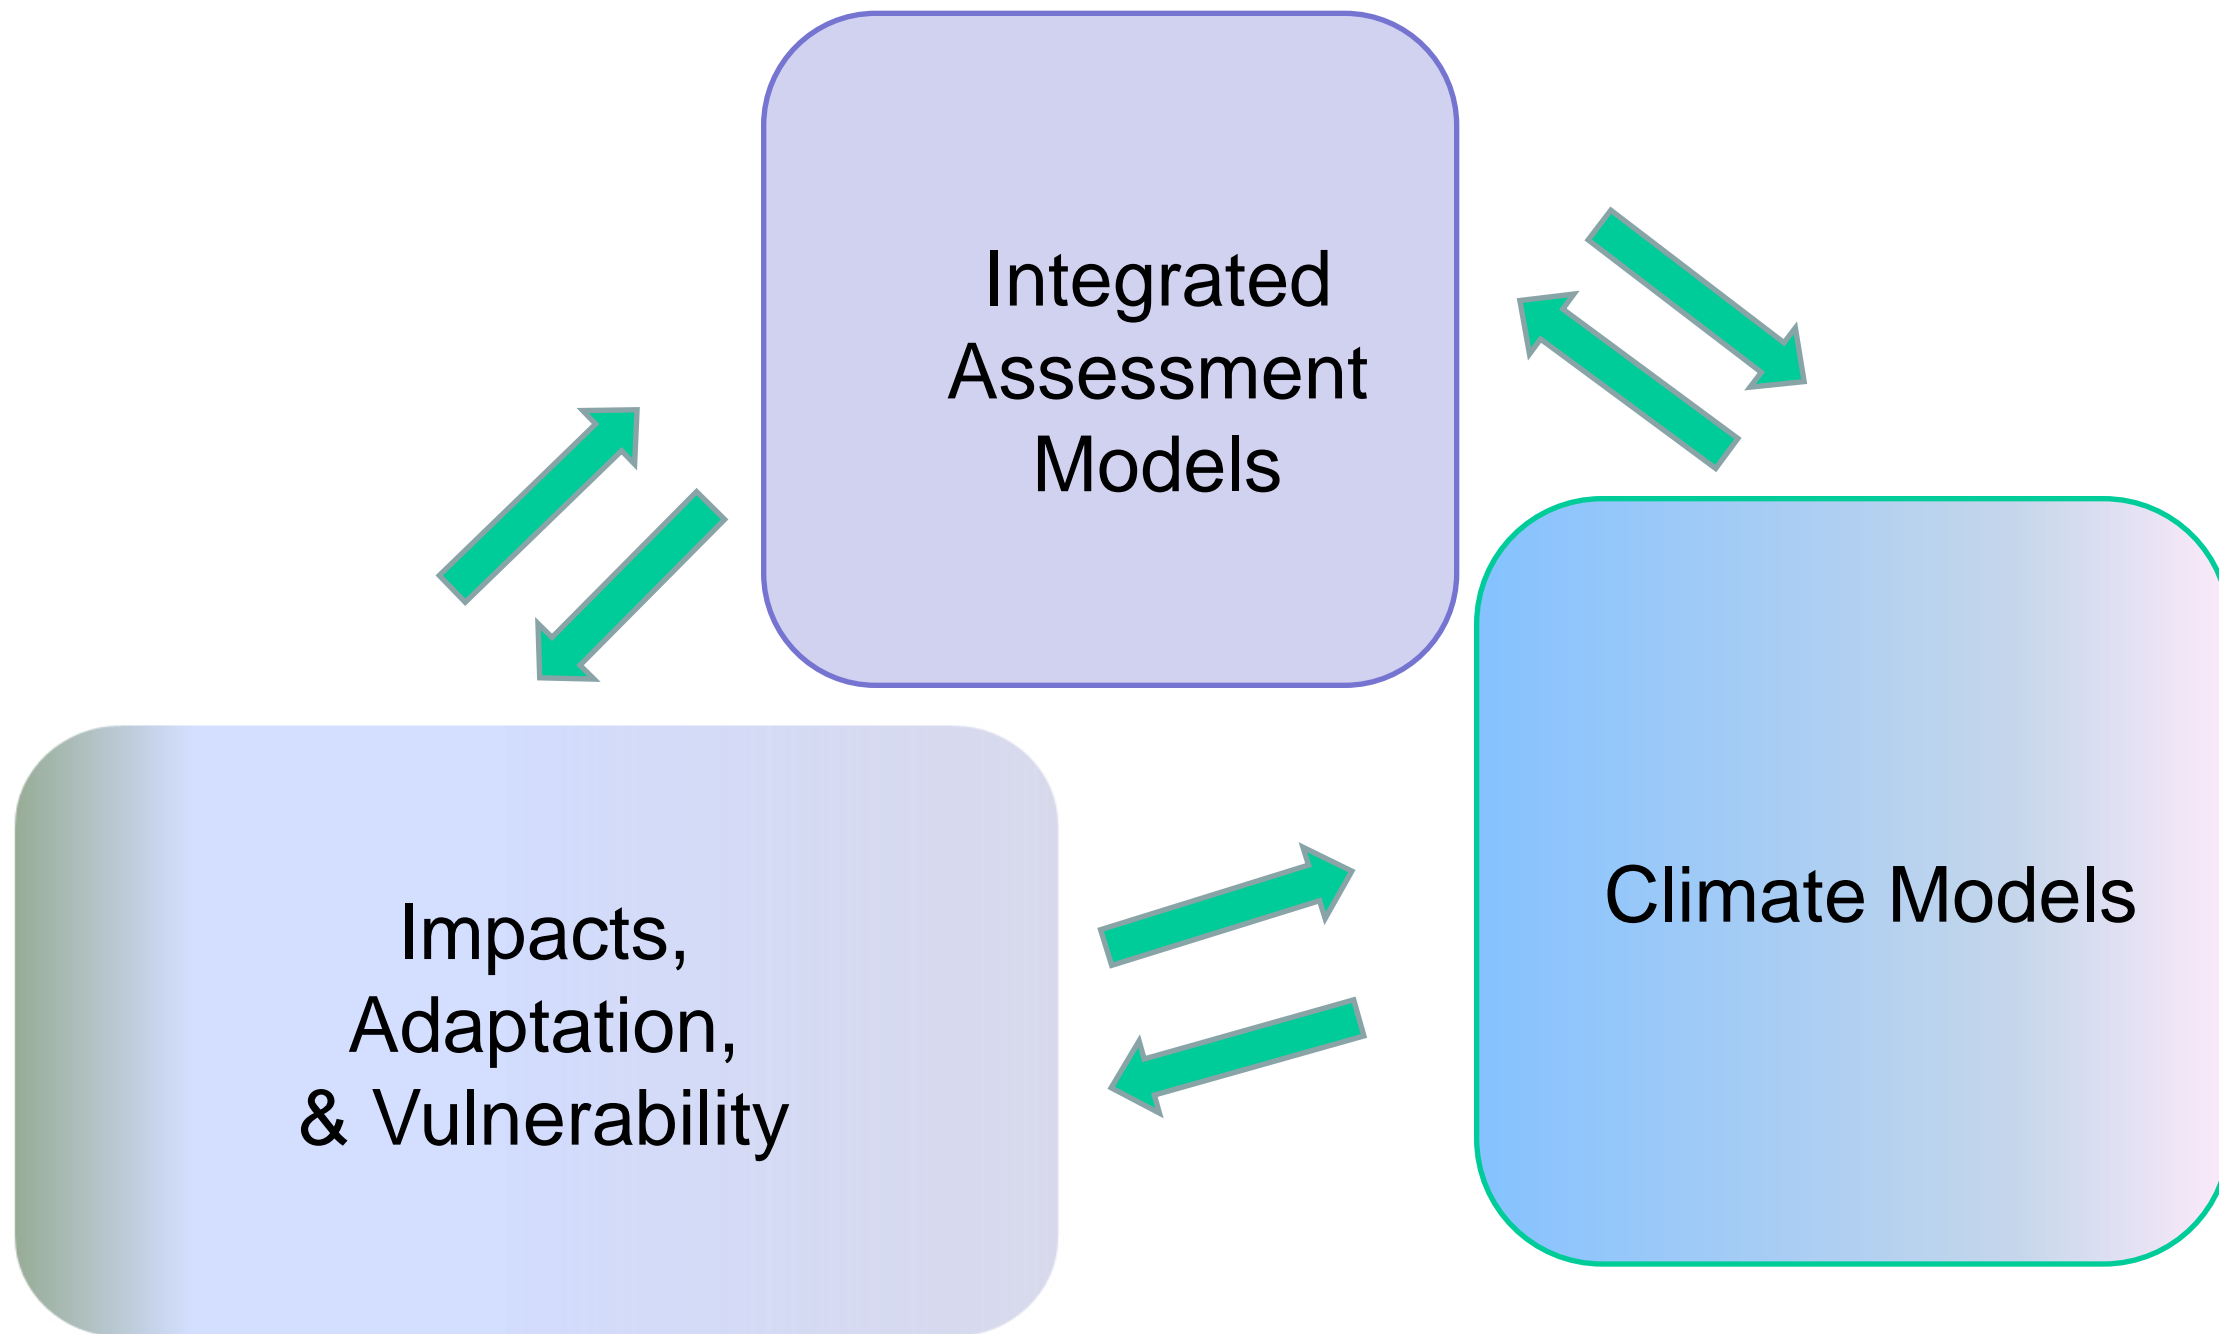 Integrated
Assessment
Models
Climate Models
Impacts,
Adaptation,
& Vulnerability